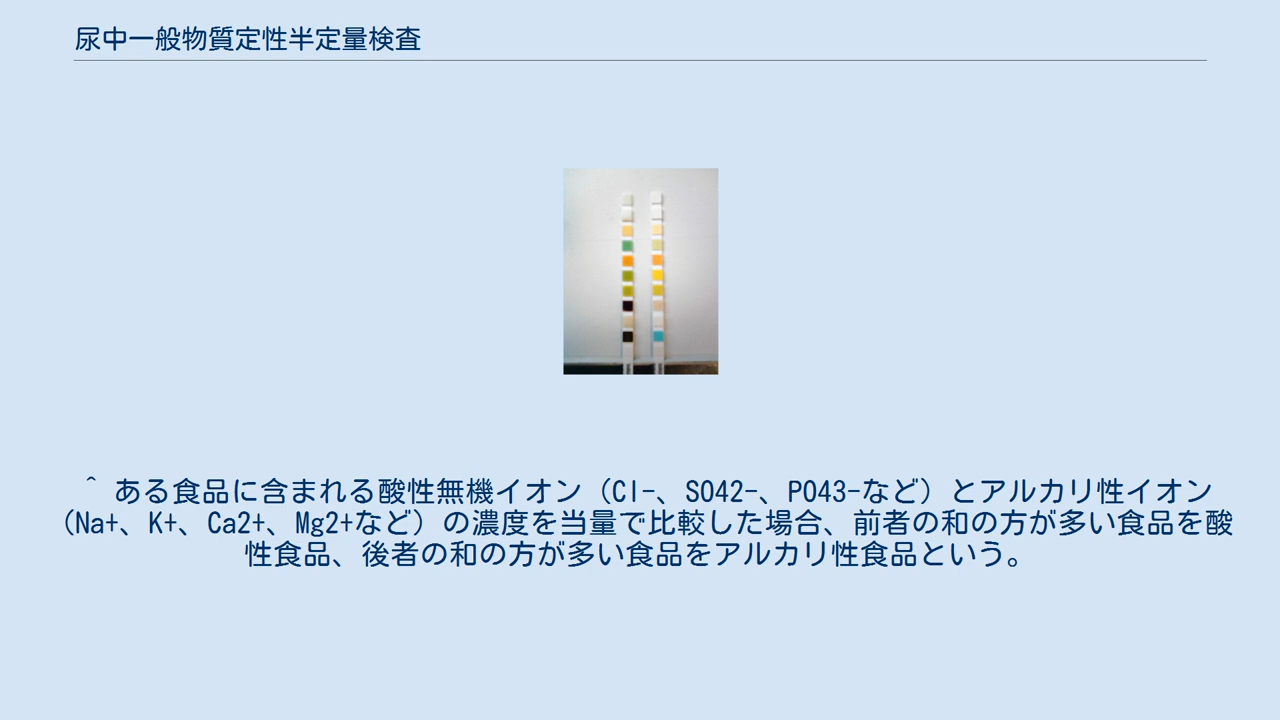 尿中一般物質定性半定量検査
^ ある食品に含まれる酸性無機イオン（Cl-、SO42-、PO43-など）とアルカリ性イオン
（Na+、K+、Ca2+、Mg2+など）の濃度を当量で比較した場合、前者の和の方が多い食品を酸
性食品、後者の和の方が多い食品をアルカリ性食品という。